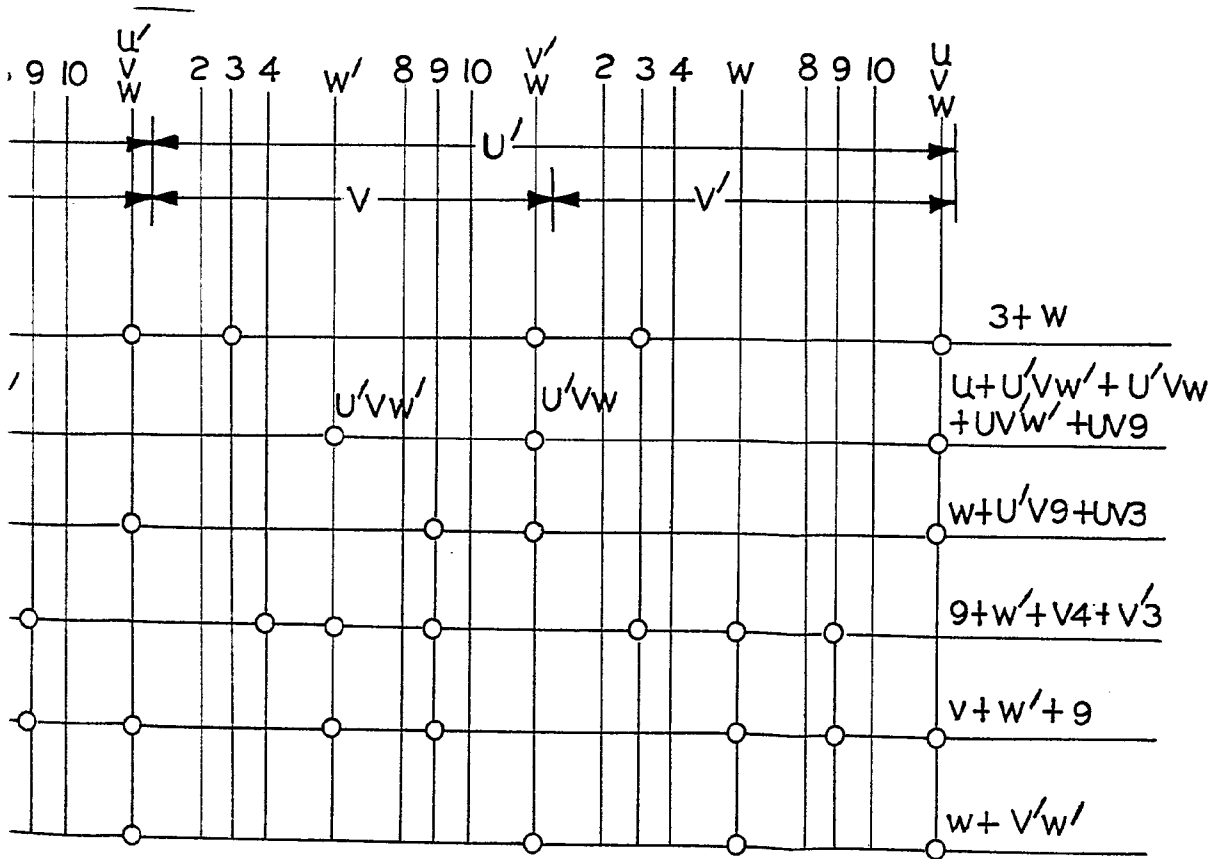 9 10 u' v w 2 3 4 w' 8 9 10 v' w 2 3 4 w 8 9 10 u v w
U'
V V'
3+w
U'Vw' U'Vw u+U'Vw'+U'Vw
+UV'w'+UV9
w+U'V9+UV3
9+w'+V4+V'3
v+w'+9
w+V'w'